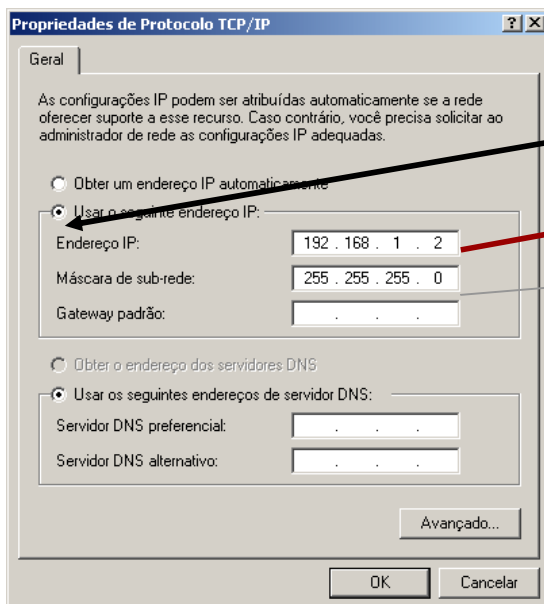 Propriedades de Protocolo TCP/IP
Geral
As configurações IP podem ser atribuídas automaticamente se a rede
oferecer suporte a esse recurso. Caso contrário, você precisa solicitar ao
administrador de rede as configurações IP adequadas.
Obter um endereço IP automaticamente
Usar o seguinte endereço IP:
Endereço IP: 192 . 168 . 1 . 2
Máscara de sub-rede: 255 . 255 . 255 . 0
Gateway padrão: . . .
Obter o endereço dos servidores DNS
Usar os seguintes endereços de servidor DNS:
Servidor DNS preferencial: . . .
Servidor DNS alternativo: . . .
Avançado...
OK Cancelar